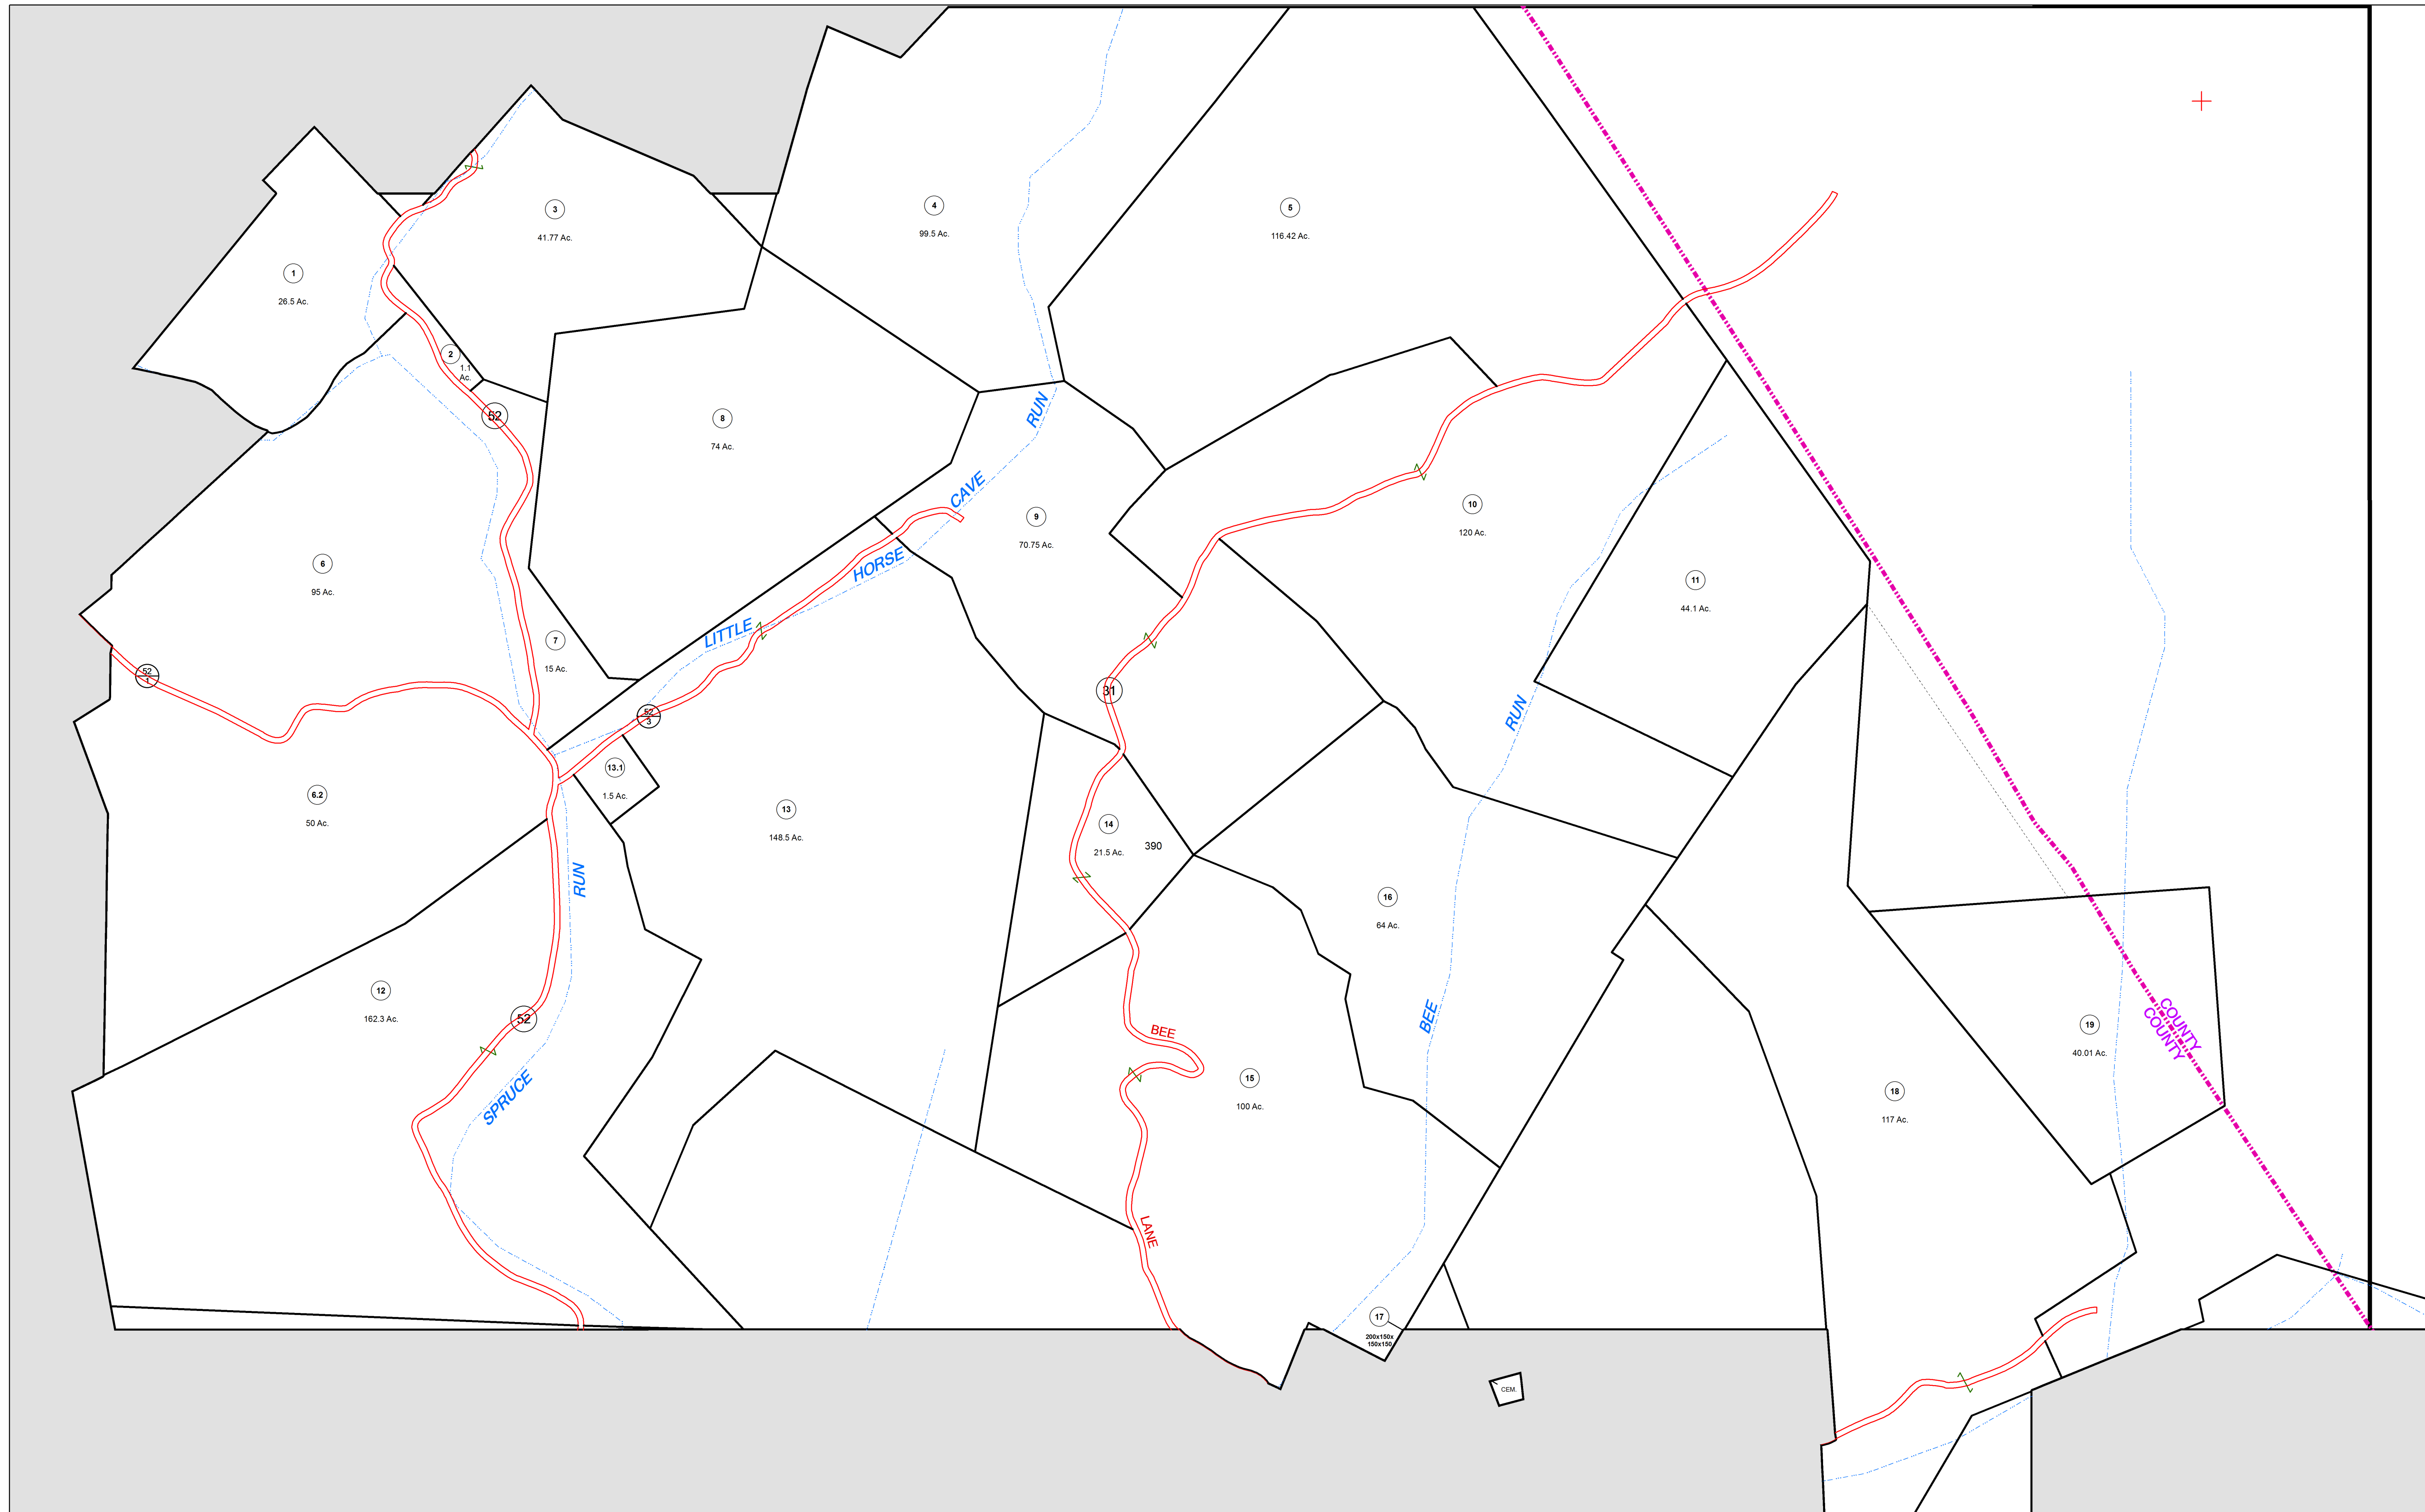 3
41.77 Ac.
4
99.5 Ac.
5
116.42 Ac.
1
26.5 Ac.
2
1.1
Ac.
52
8
74 Ac.
RUN
CAVE
HORSE
LITTLE
9
70.75 Ac.
10
120 Ac.
11
44.1 Ac.
6
95 Ac.
7
15 Ac.
52
1
52
3
31
RUN
13.1
1.5 Ac.
6.2
50 Ac.
13
148.5 Ac.
14
21.5 Ac.
390
RUN
16
64 Ac.
12
162.3 Ac.
52
SPRUCE
BEE
BEE
15
100 Ac.
LANE
19
40.01 Ac.
COUNTY
COUNTY
18
117 Ac.
17
200x150x
150x150
CEM.